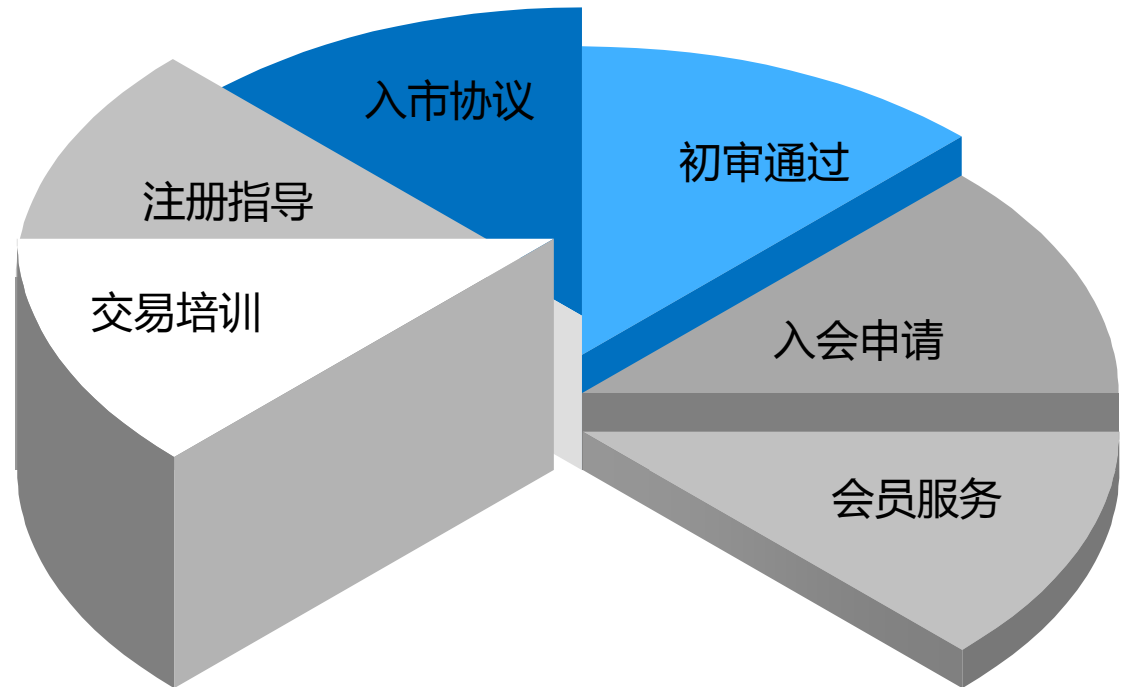 入市协议
初审通过
注册指导
交易培训
入会申请
会员服务